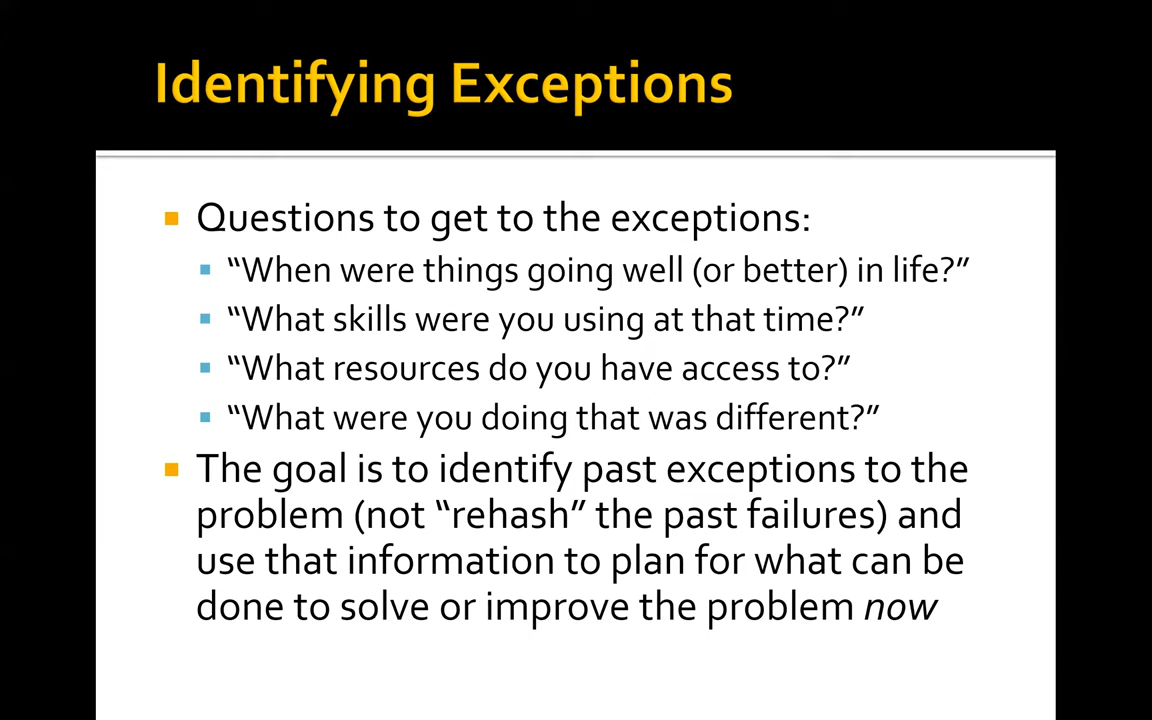 Identifying Exceptions
Questions to get to the exceptions:
“When were things going well (or better) in life?”
“What skills were you using at that time?”
“What resources do you have access to?”
“What were you doing that was different?”
The goal is to identify past exceptions to the
problem (not “rehash” the past failures) and
use that information to plan for what can be
done to solve or improve the problem now